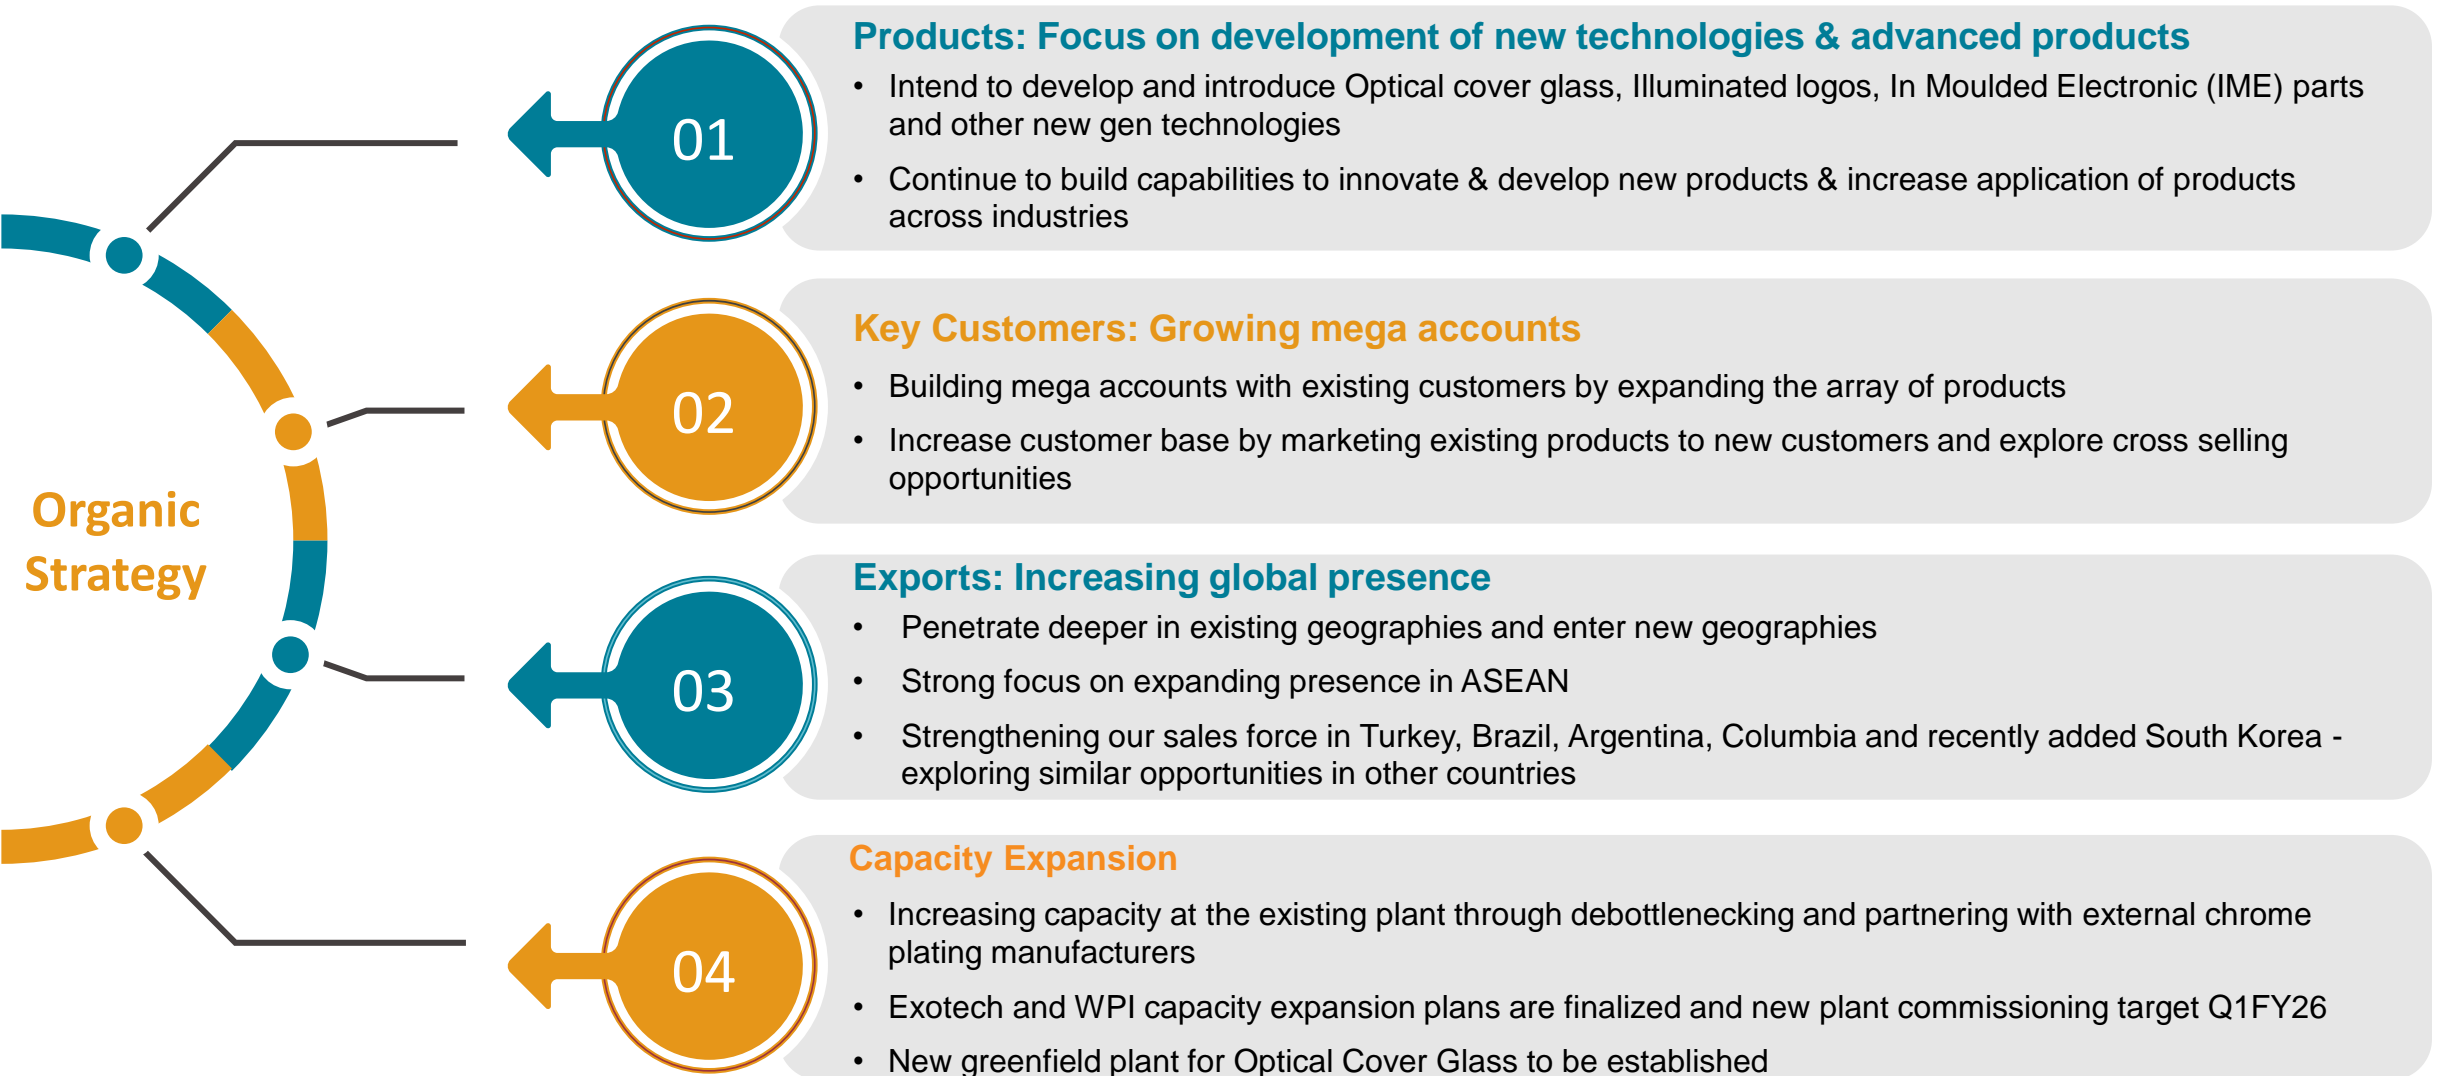 Organic
Strategy
01
Products: Focus on development of new technologies & advanced products
• Intend to develop and introduce Optical cover glass, Illuminated logos, In Moulded Electronic (IME) parts
and other new gen technologies
• Continue to build capabilities to innovate & develop new products & increase application of products
across industries
02
Key Customers: Growing mega accounts
• Building mega accounts with existing customers by expanding the array of products
• Increase customer base by marketing existing products to new customers and explore cross selling
opportunities
03
Exports: Increasing global presence
• Penetrate deeper in existing geographies and enter new geographies
• Strong focus on expanding presence in ASEAN
• Strengthening our sales force in Turkey, Brazil, Argentina, Columbia and recently added South Korea -
exploring similar opportunities in other countries
04
Capacity Expansion
• Increasing capacity at the existing plant through debottlenecking and partnering with external chrome
plating manufacturers
• Exotech and WPI capacity expansion plans are finalized and new plant commissioning target Q1FY26
• New greenfield plant for Optical Cover Glass to be established